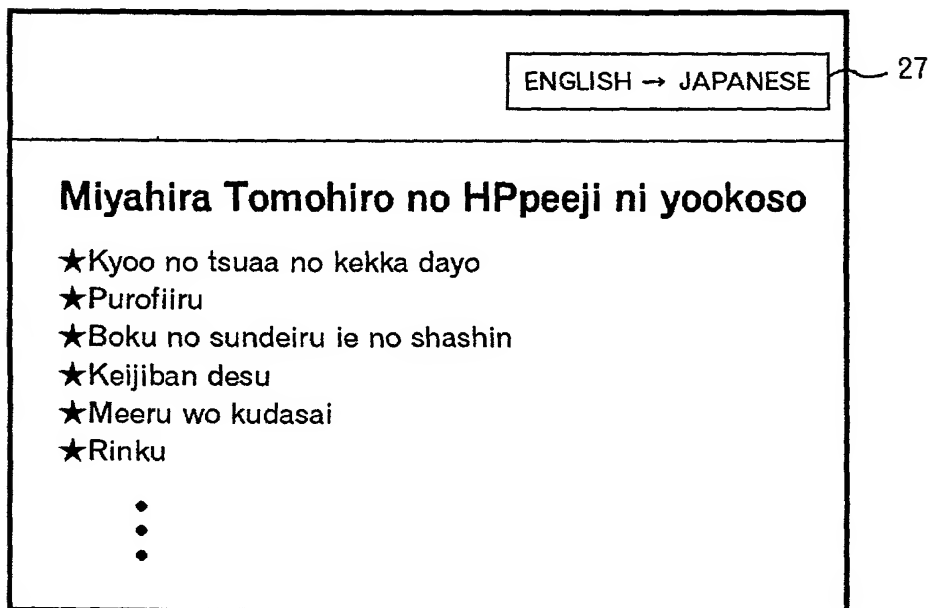 ENGLISH → JAPANESE
27
Miyahira Tomohiro no HPpeeji ni yookoso
★Kyoo no tsuaa no kekka dayo
★Purofiiru
★Boku no sundeiru ie no shashin
★Keijiban desu
★Meeru wo kudasai
★Rinku